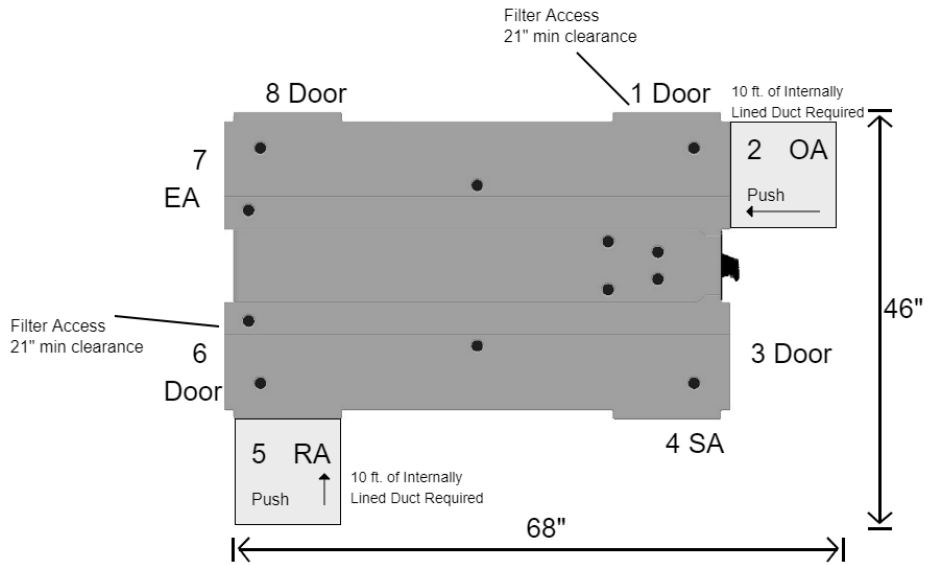 Filter Access
21" min clearance
8 Door
1 Door
10 ft. of Internally
Lined Duct Required
7
EA
2 OA
Push
46"
Filter Access
21" min clearance
6
Door
3 Door
4 SA
5 RA
Push
10 ft. of Internally
Lined Duct Required
68"